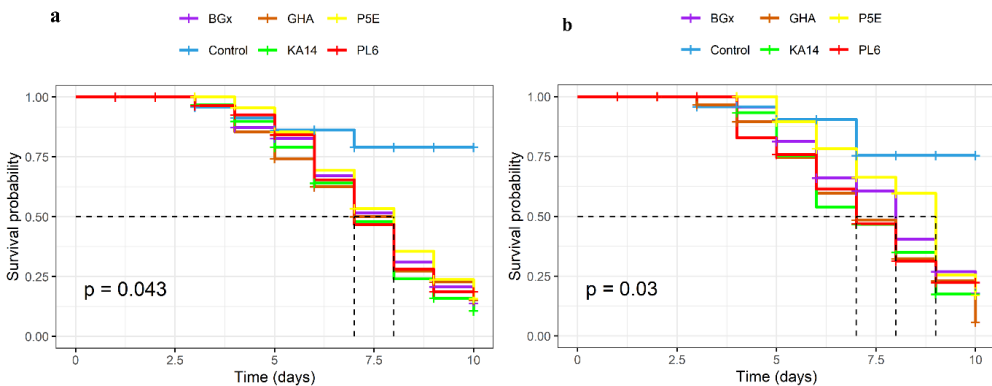 a
BGx GHA P5E
Control KA14 PL6
Survival probability
1.00
0.75
0.50
0.25
0.00
p = 0.043
0 2.5 5 7.5 10
Time (days)
b
BGx GHA P5E
Control KA14 PL6
Survival probability
1.00
0.75
0.50
0.25
0.00
p = 0.03
0 2.5 5 7.5 10
Time (days)